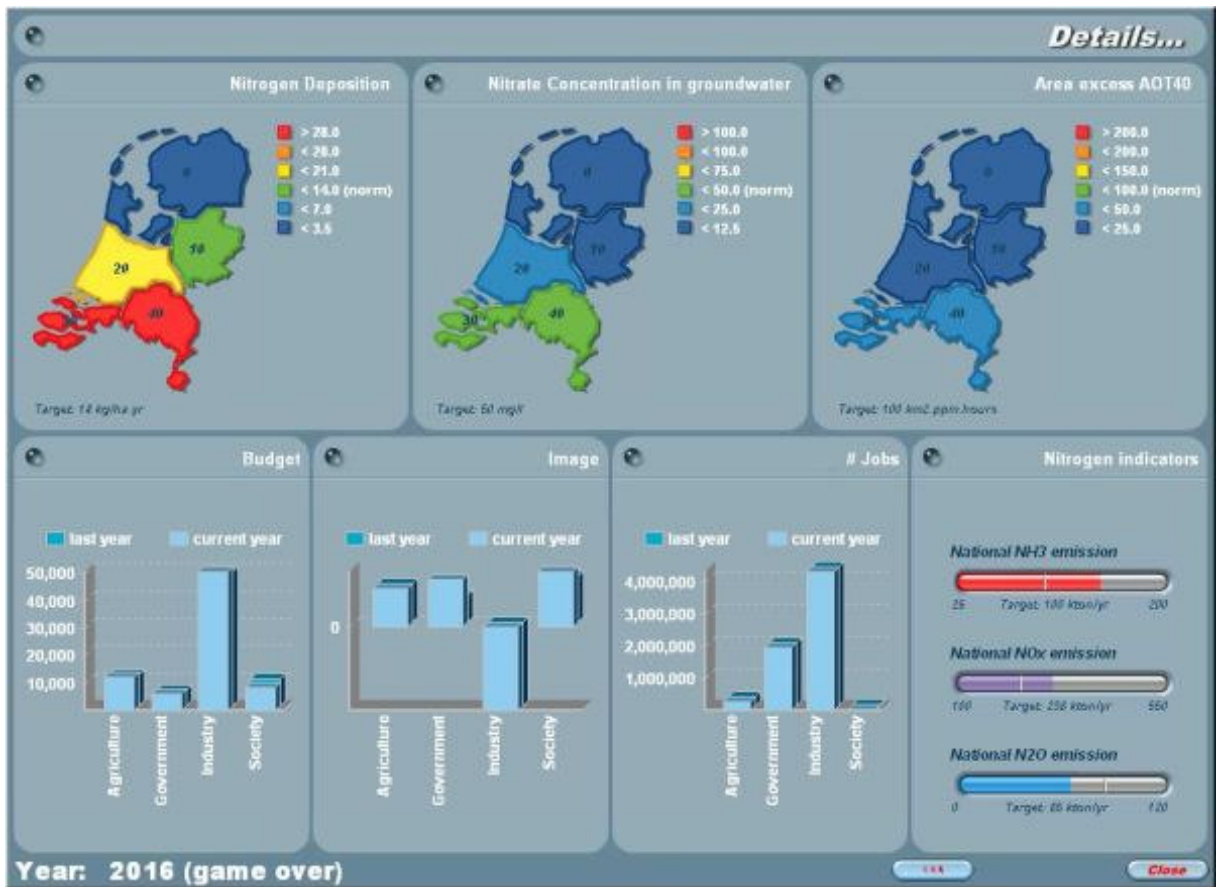 Details...
Nitrogen Deposition
> 28.0
< 28.0
< 21.0
< 14.0 (norm)
< 7.0
< 3.5
0
10
20
40
Target: 14 kg/ha yr
Nitrate Concentration in groundwater
> 100.0
< 100.0
< 75.0
< 50.0 (norm)
< 25.0
< 12.5
0
10
20
30
40
Target: 50 mg/l
Area excess AOT40
> 200.0
< 200.0
< 150.0
< 100.0 (norm)
< 50.0
< 25.0
0
10
20
40
Target: 100 km2.ppm.hours
Budget
last year
current year
50,000
40,000
30,000
20,000
10,000
Agriculture
Government
Industry
Society
Image
last year
current year
0
Agriculture
Government
Industry
Society
# Jobs
last year
current year
4,000,000
3,000,000
2,000,000
1,000,000
Agriculture
Government
Industry
Society
Nitrogen indicators
National NH3 emission
25
Target: 100 kton/yr
200
National NOx emission
100
Target: 238 kton/yr
550
National N2O emission
0
Target: 85 kton/yr
120
Year: 2016 (game over)
Close